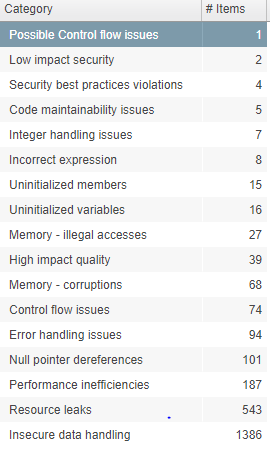 Category # Items
Possible Control flow issues 1
Low impact security 2
Security best practices violations 4
Code maintainability issues 5
Integer handling issues 7
Incorrect expression 8
Uninitialized members 15
Uninitialized variables 16
Memory - illegal accesses 27
High impact quality 39
Memory - corruptions 68
Control flow issues 74
Error handling issues 94
Null pointer dereferences 101
Performance inefficiencies 187
Resource leaks 543
Insecure data handling 1386